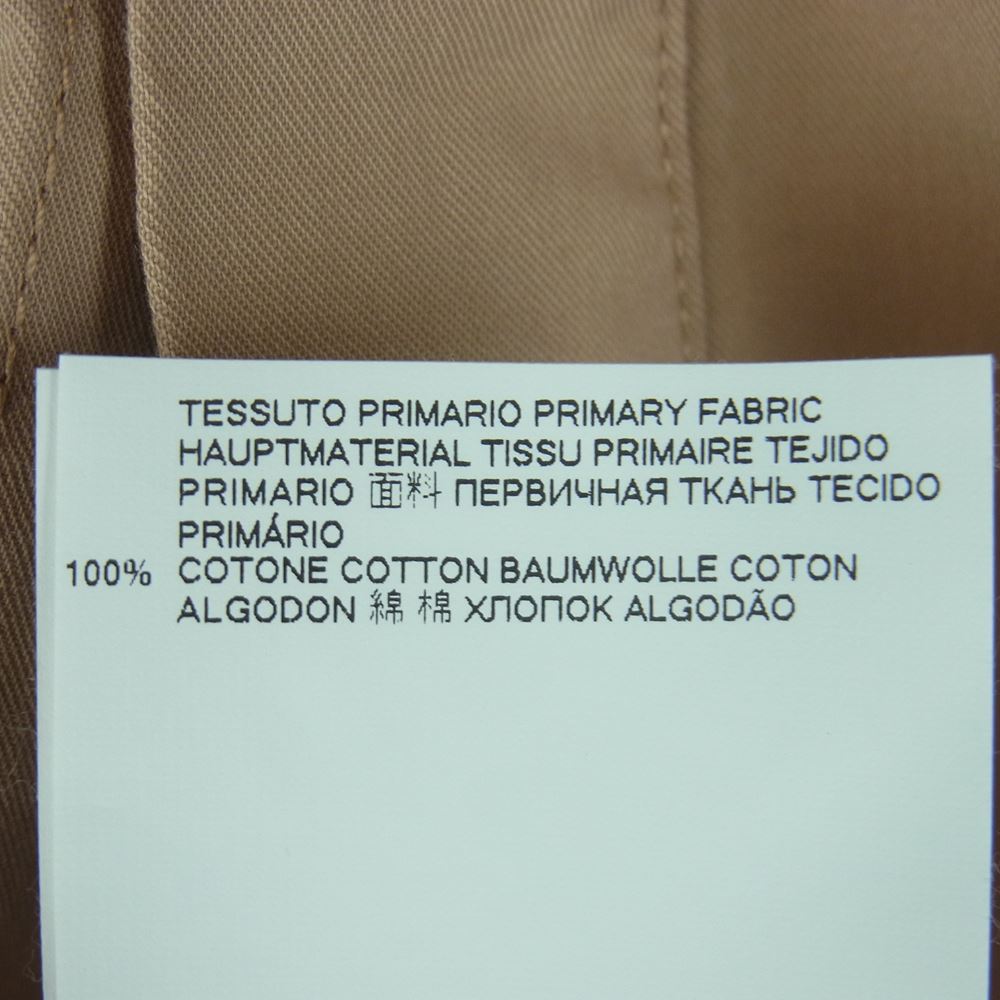 TESSUTO PRIMARIO PRIMARY FABRIC
HAUPTMATERIAL TISSU PRIMAIRE TEJIDO
PRIMARIO 面料 ПЕРВИЧНАЯ ТКАНЬ TECIDO
PRIMÁRIO
100% COTONE COTTON BAUMWOLLE COTON
ALGODON 綿 棉 ХЛОПОК ALGODÃO